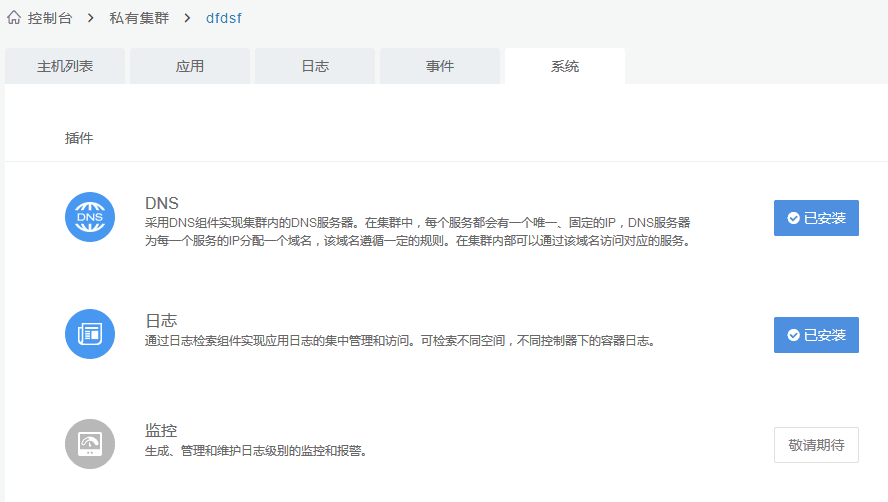 控制台 > 私有集群 > dfdsf
主机列表 应用 日志 事件 系统
插件
DNS
DNS
采用DNS组件实现集群内的DNS服务器。在集群中，每个服务都会有一个唯一、固定的IP，DNS服务器
为每一个服务的IP分配一个域名，该域名遵循一定的规则。在集群内部可以通过该域名访问对应的服务。
已安装
日志
通过日志检索组件实现应用日志的集中管理和访问。可检索不同空间，不同控制器下的容器日志。
已安装
监控
生成、管理和维护日志级别的监控和报警。
敬请期待